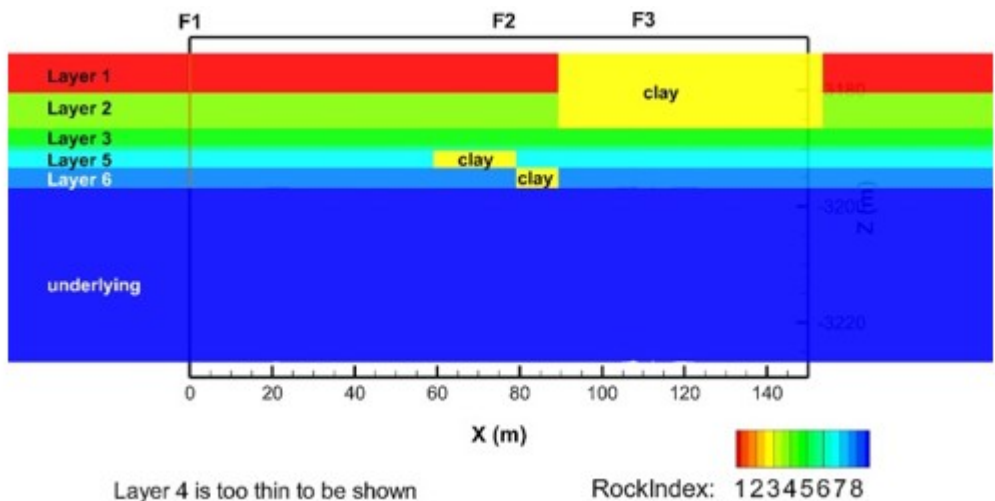 F1 F2 F3
Layer 1
clay
-3180
Layer 2
Layer 3
Layer 5 clay
Layer 6 clay
-3200
Z (m)
underlying
-3220
0 20 40 60 80 100 120 140
X (m)
Layer 4 is too thin to be shown
RockIndex: 12345678